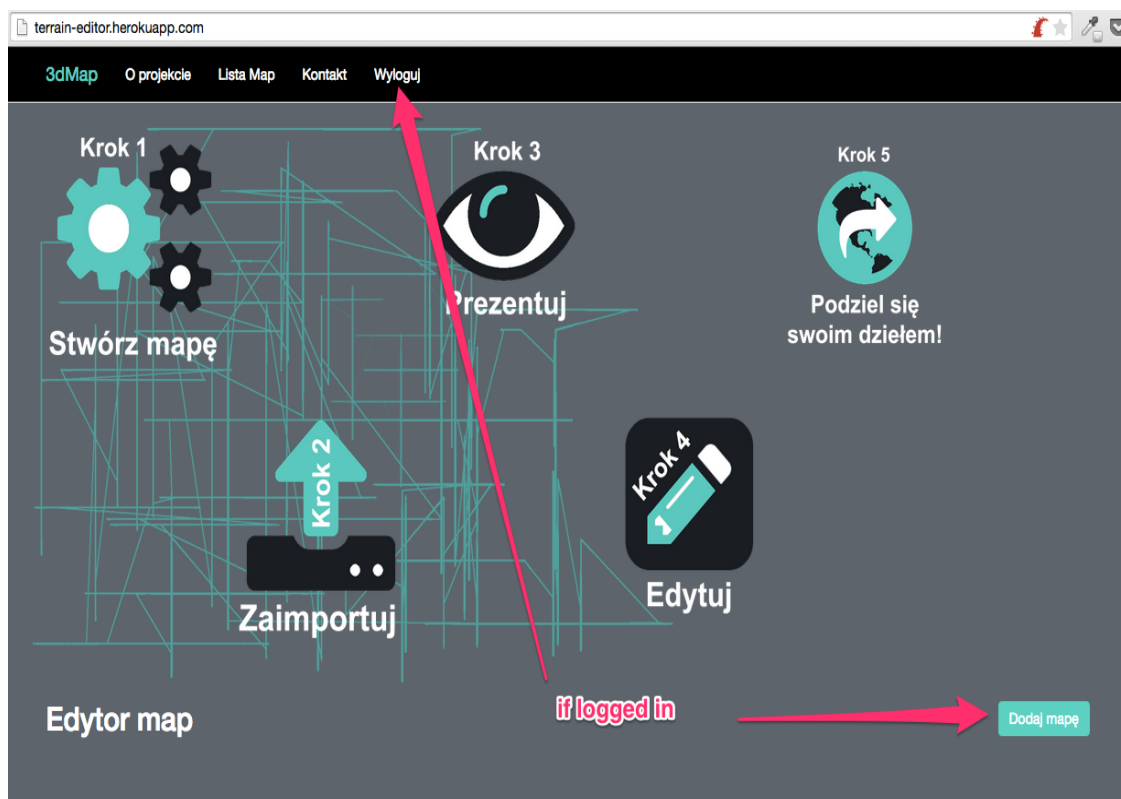 terrain-editor.herokuapp.com
3dMap O projekcie Lista Map Kontakt Wyloguj
Krok 1
Stwórz mapę
Krok 2
Zaimportuj
Krok 3
Prezentuj
Krok 4
Edytuj
Krok 5
Podziel się
swoim dziełem!
Edytor map
if logged in
Dodaj mapę